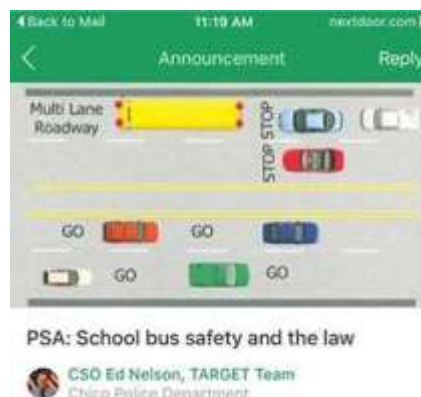 Back to Mail 11:19 AM nextdoor.com
Announcement Reply
Multi Lane
Roadway
STOP
STOP
GO GO
GO GO
PSA: School bus safety and the law
CSO Ed Nelson, TARGET Team
Chico Police Department